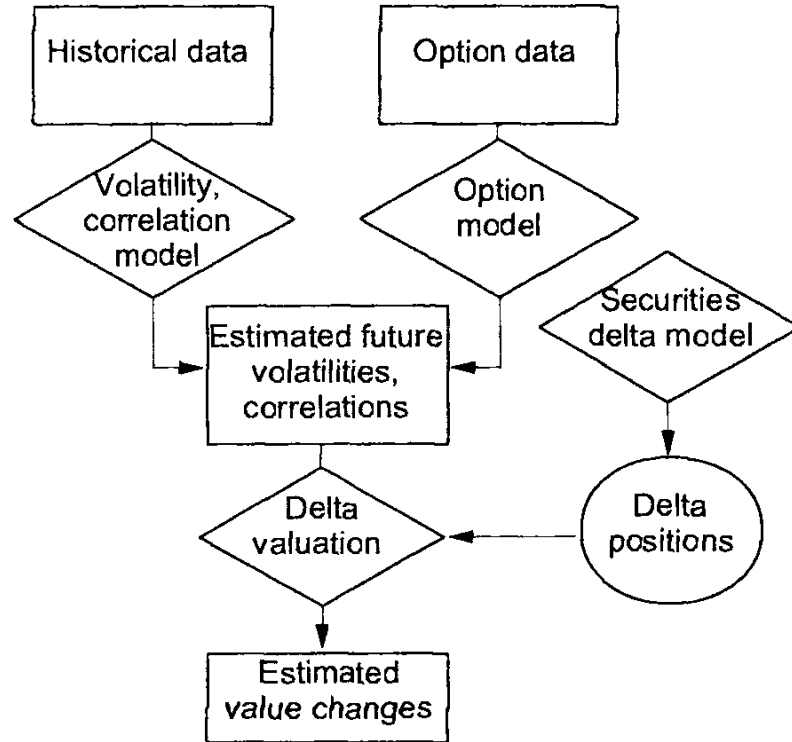 Historical data
Option data
Volatility,
correlation
model
Option
model
Securities
delta model
Estimated future
volatilities,
correlations
Delta
valuation
Delta
positions
Estimated
value changes